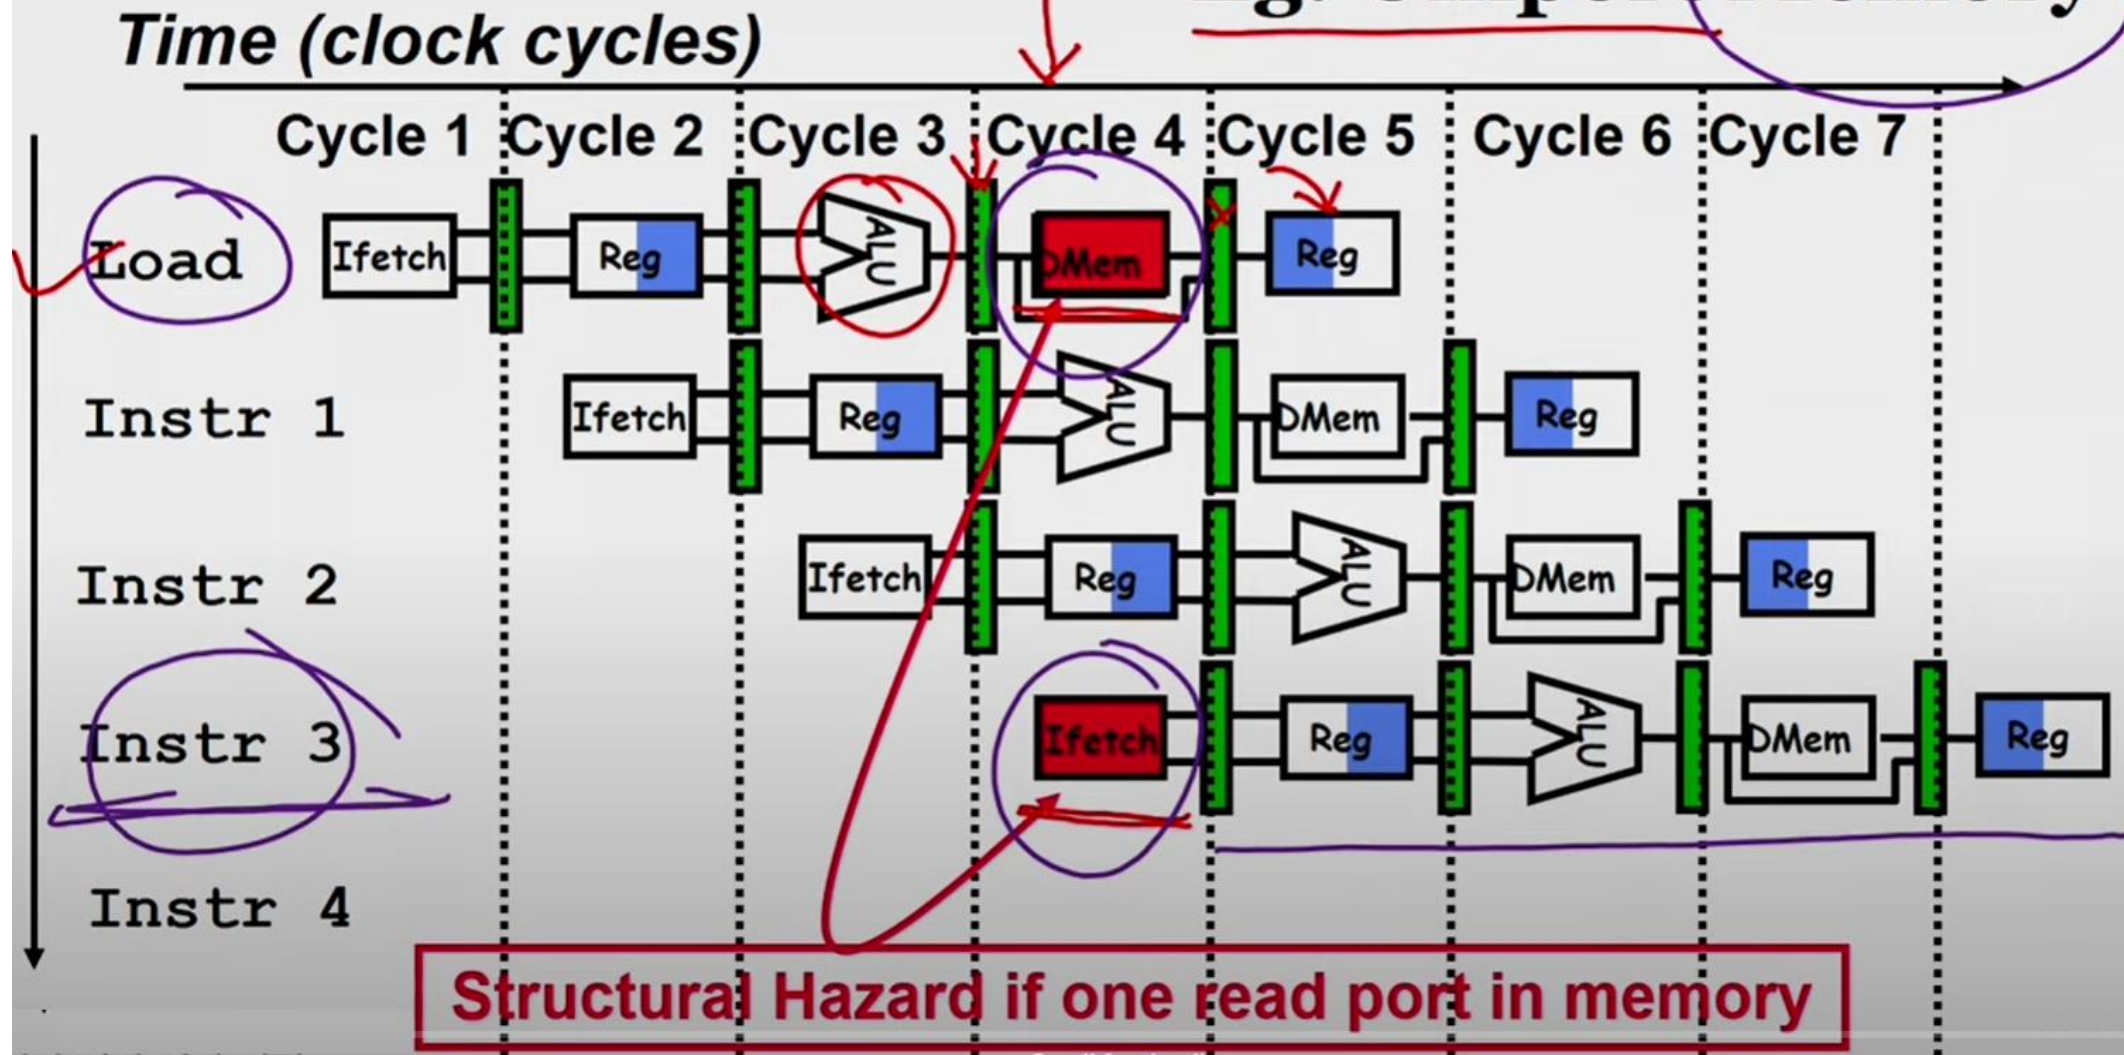 Time (clock cycles)
Cycle 1 Cycle 2 Cycle 3 Cycle 4 Cycle 5 Cycle 6 Cycle 7
Load Ifetch Reg ALU DMem Reg
Instr 1 Ifetch Reg ALU DMem Reg
Instr 2 Ifetch Reg ALU DMem Reg
Instr 3 Ifetch Reg ALU DMem Reg
Instr 4
Structural Hazard if one read port in memory